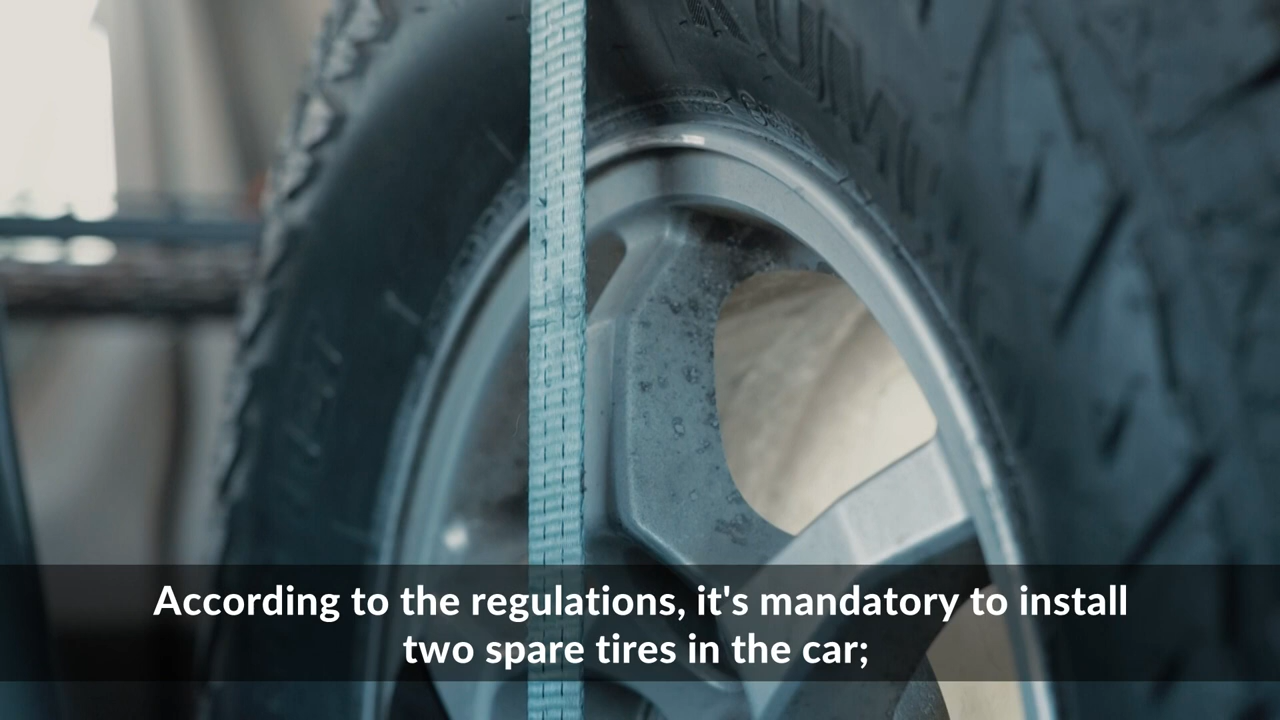 According to the regulations, it's mandatory to install
two spare tires in the car;